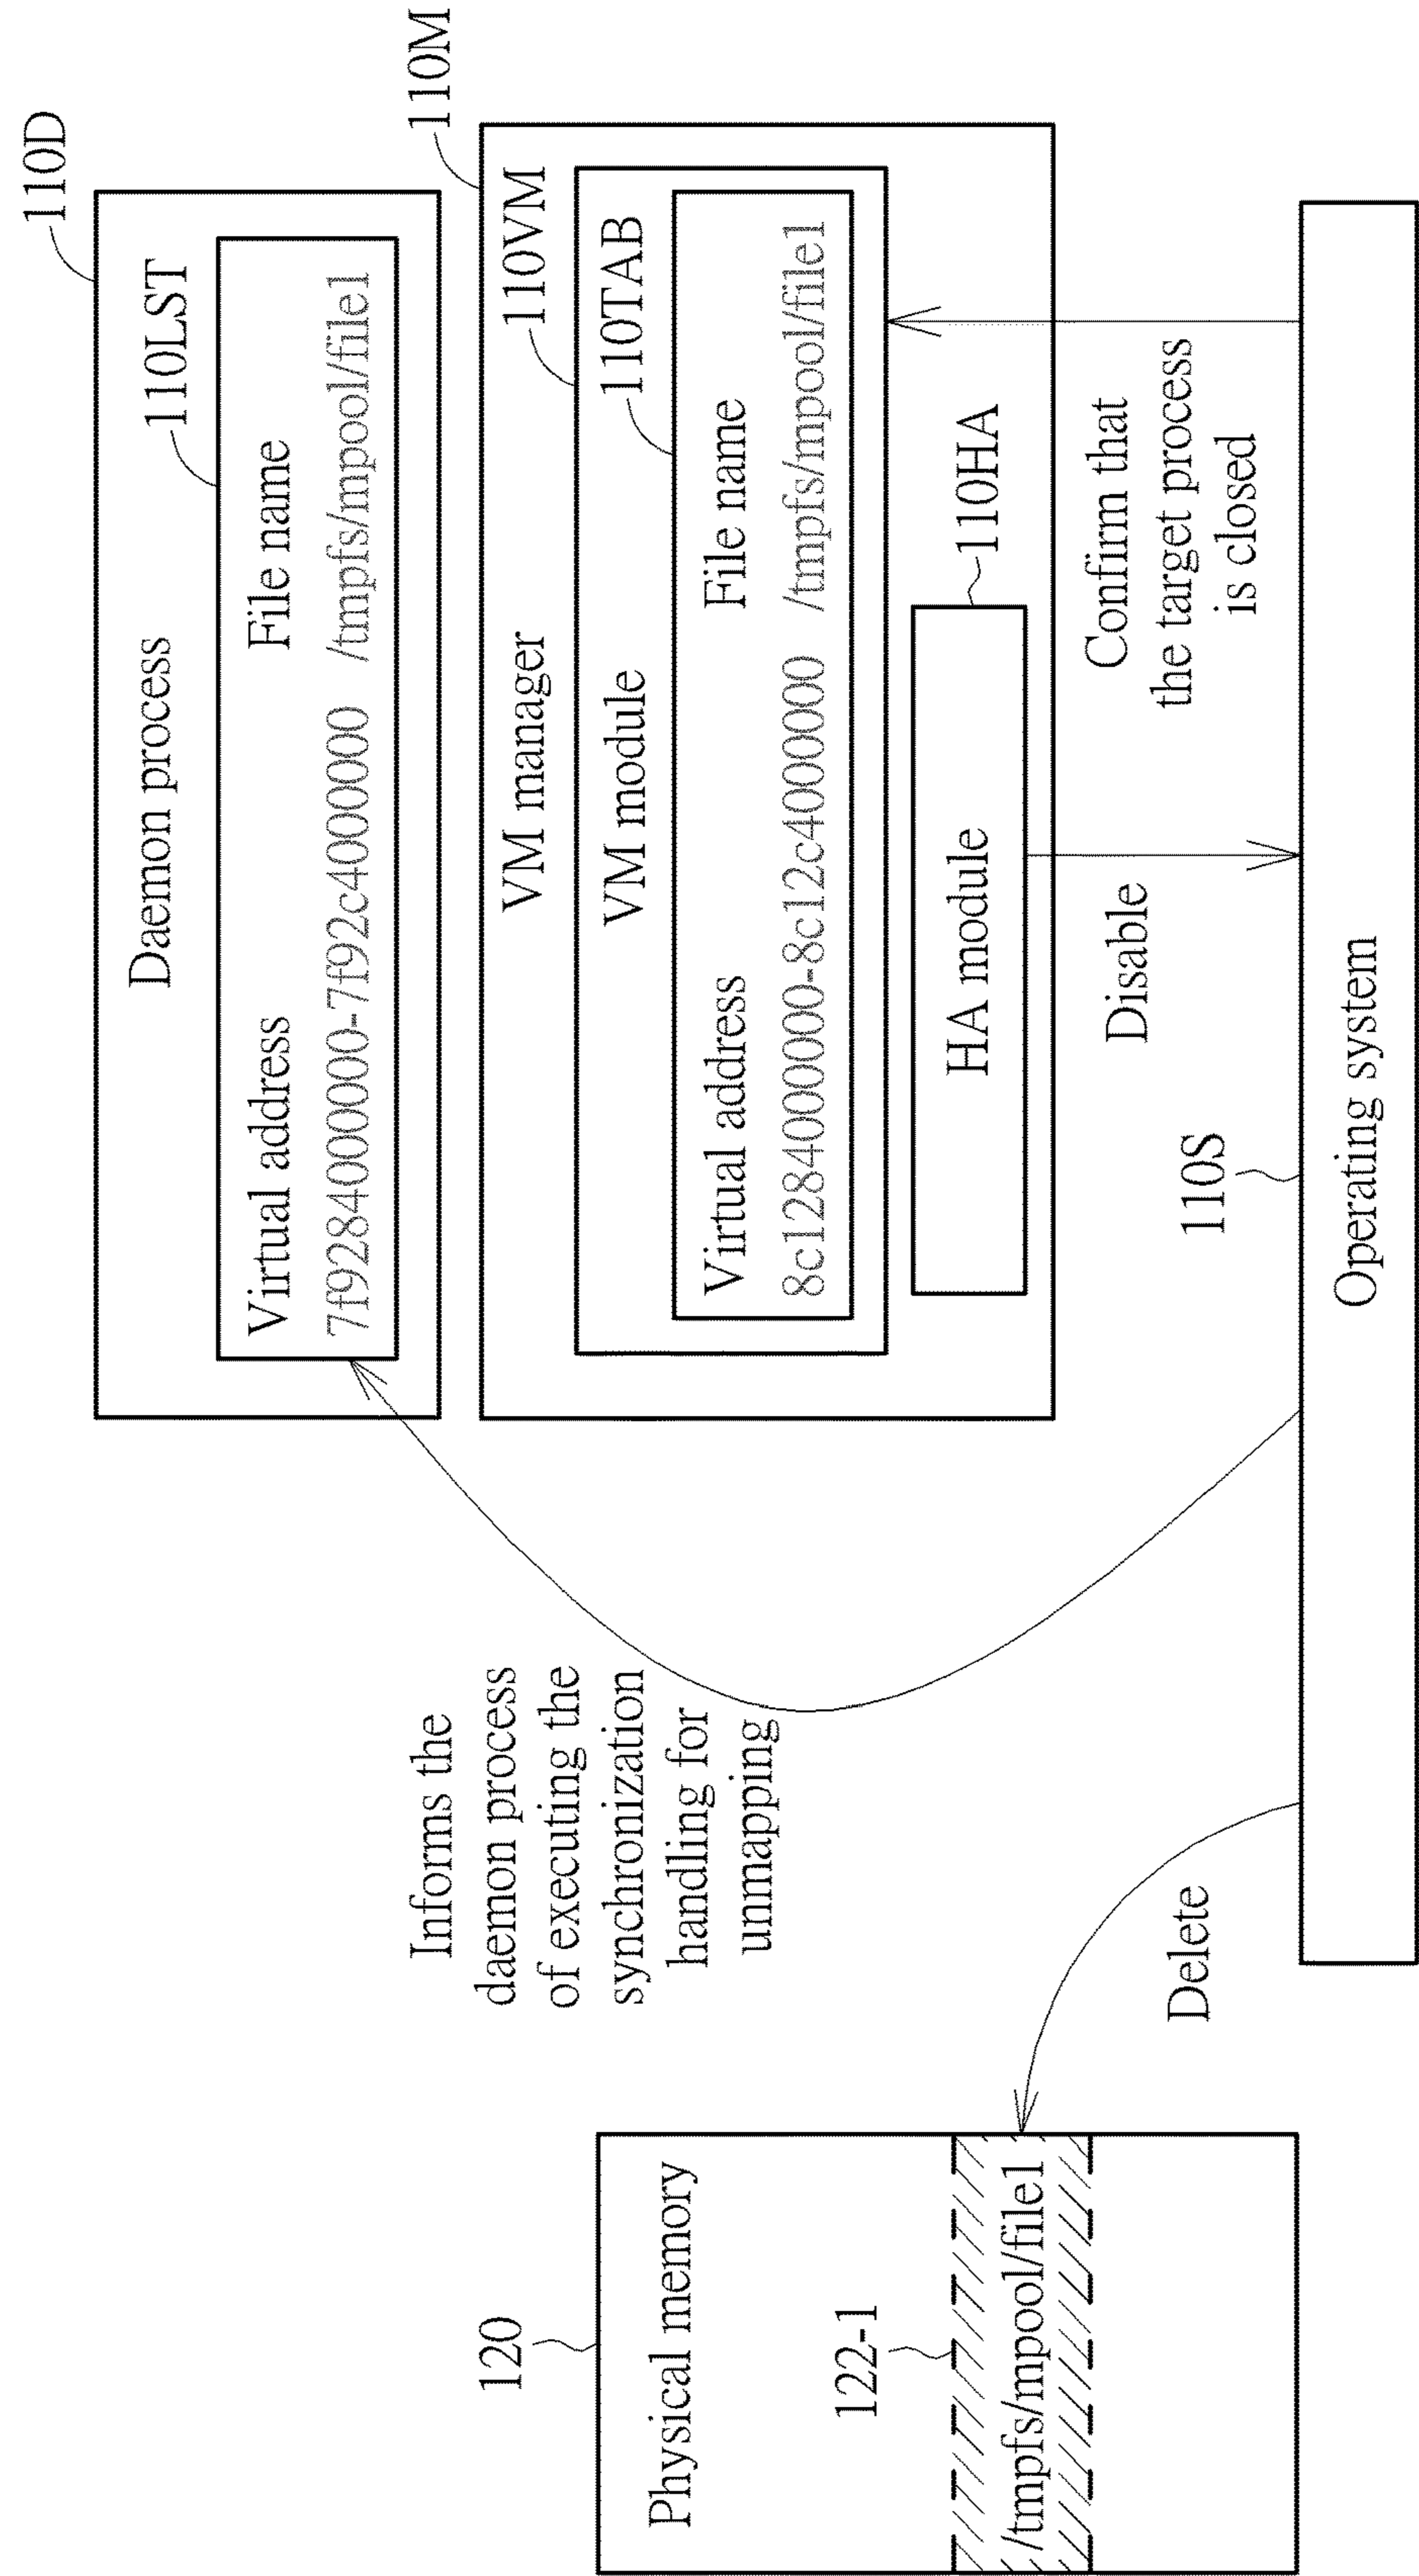 110D
Daemon process
110LST
Virtual address File name
7f9284000000-7f92c4000000 /tmpfs/mpool/file1
110M
VM manager
110VM
VM module
110TAB
Virtual address File name
8c1284000000-8c12c4000000 /tmpfs/mpool/file1
HA module
110HA
Informs the
daemon process
of executing the
synchronization
handling for
unmapping
Disable
Confirm that
the target process
is closed
120
Physical memory
122-1
/tmpfs/mpool/file1
Delete
110S
Operating system